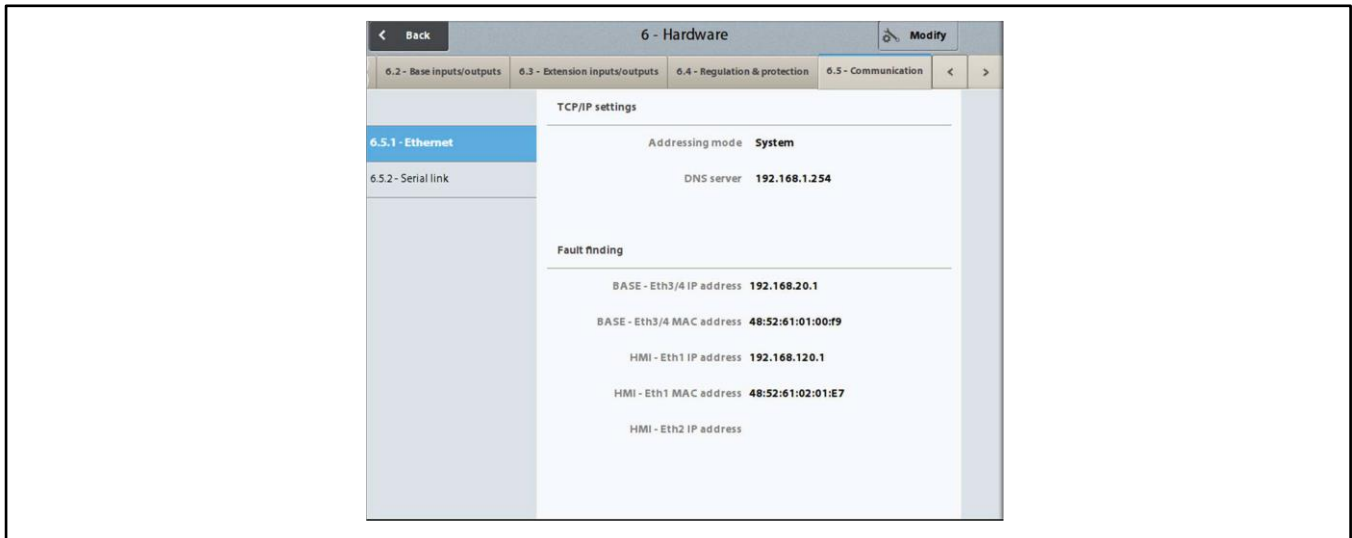 Back
6 - Hardware
Modify
6.2 - Base inputs/outputs
6.3 - Extension inputs/outputs
6.4 - Regulation & protection
6.5 - Communication
TCP/IP settings
6.5.1 - Ethernet
Addressing mode System
6.5.2 - Serial link
DNS server 192.168.1.254
Fault finding
BASE - Eth3/4 IP address 192.168.20.1
BASE - Eth3/4 MAC address 48:52:61:01:00:f9
HMI - Eth1 IP address 192.168.120.1
HMI - Eth1 MAC address 48:52:61:02:01:E7
HMI - Eth2 IP address